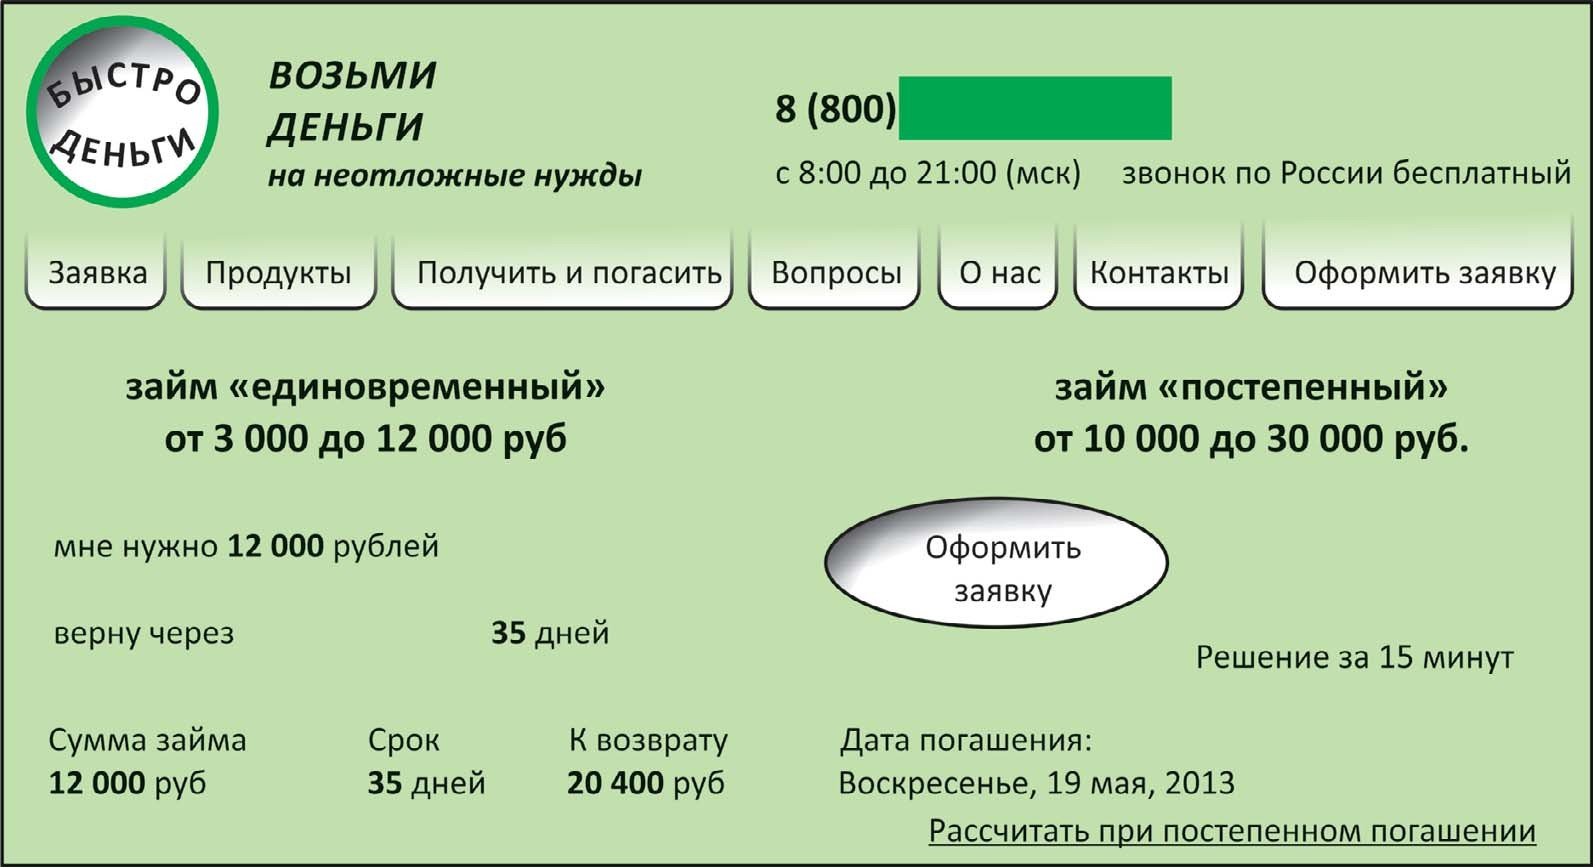 БЫСТРО
ДЕНЬГИ
ВОЗЬМИ
ДЕНЬГИ
на неотложные нужды
8 (800)
с 8:00 до 21:00 (мск) звонок по России бесплатный
Заявка Продукты Получить и погасить Вопросы О нас Контакты Оформить заявку
займ «единовременный»
от 3 000 до 12 000 руб
займ «постепенный»
от 10 000 до 30 000 руб.
мне нужно 12 000 рублей
Оформить
заявку
верну через 35 дней
Решение за 15 минут
Сумма займа Срок К возврату Дата погашения:
12 000 руб 35 дней 20 400 руб Воскресенье, 19 мая, 2013
Рассчитать при постепенном погашении